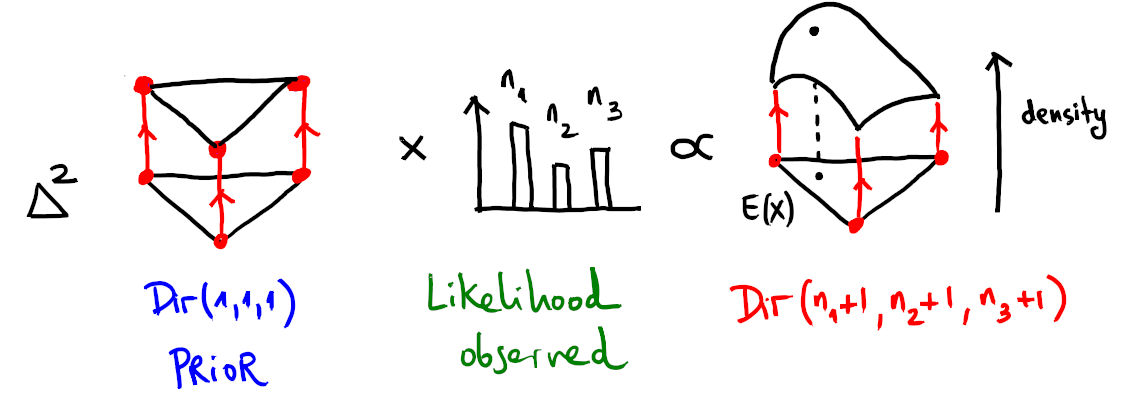 Δ²
×
n₁
n₂
n₃
∝
E(x)
density
Dir(1,1,1)
PRioR
Likelihood
observed
Dir(n₁+1, n₂+1, n₃+1)